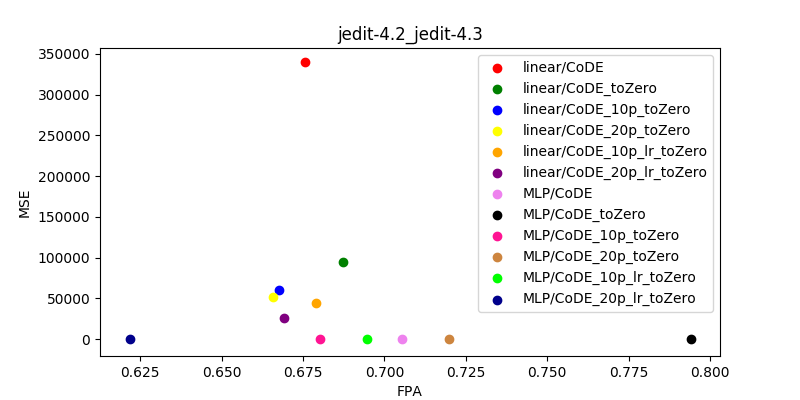 jedit-4.2_jedit-4.3
350000
300000
250000
200000
150000
100000
50000
0
MSE
linear/CoDE
linear/CoDE_toZero
linear/CoDE_10p_toZero
linear/CoDE_20p_toZero
linear/CoDE_10p_lr_toZero
linear/CoDE_20p_lr_toZero
MLP/CoDE
MLP/CoDE_toZero
MLP/CoDE_10p_toZero
MLP/CoDE_20p_toZero
MLP/CoDE_10p_lr_toZero
MLP/CoDE_20p_lr_toZero
0.625 0.650 0.675 0.700 0.725 0.750 0.775 0.800
FPA